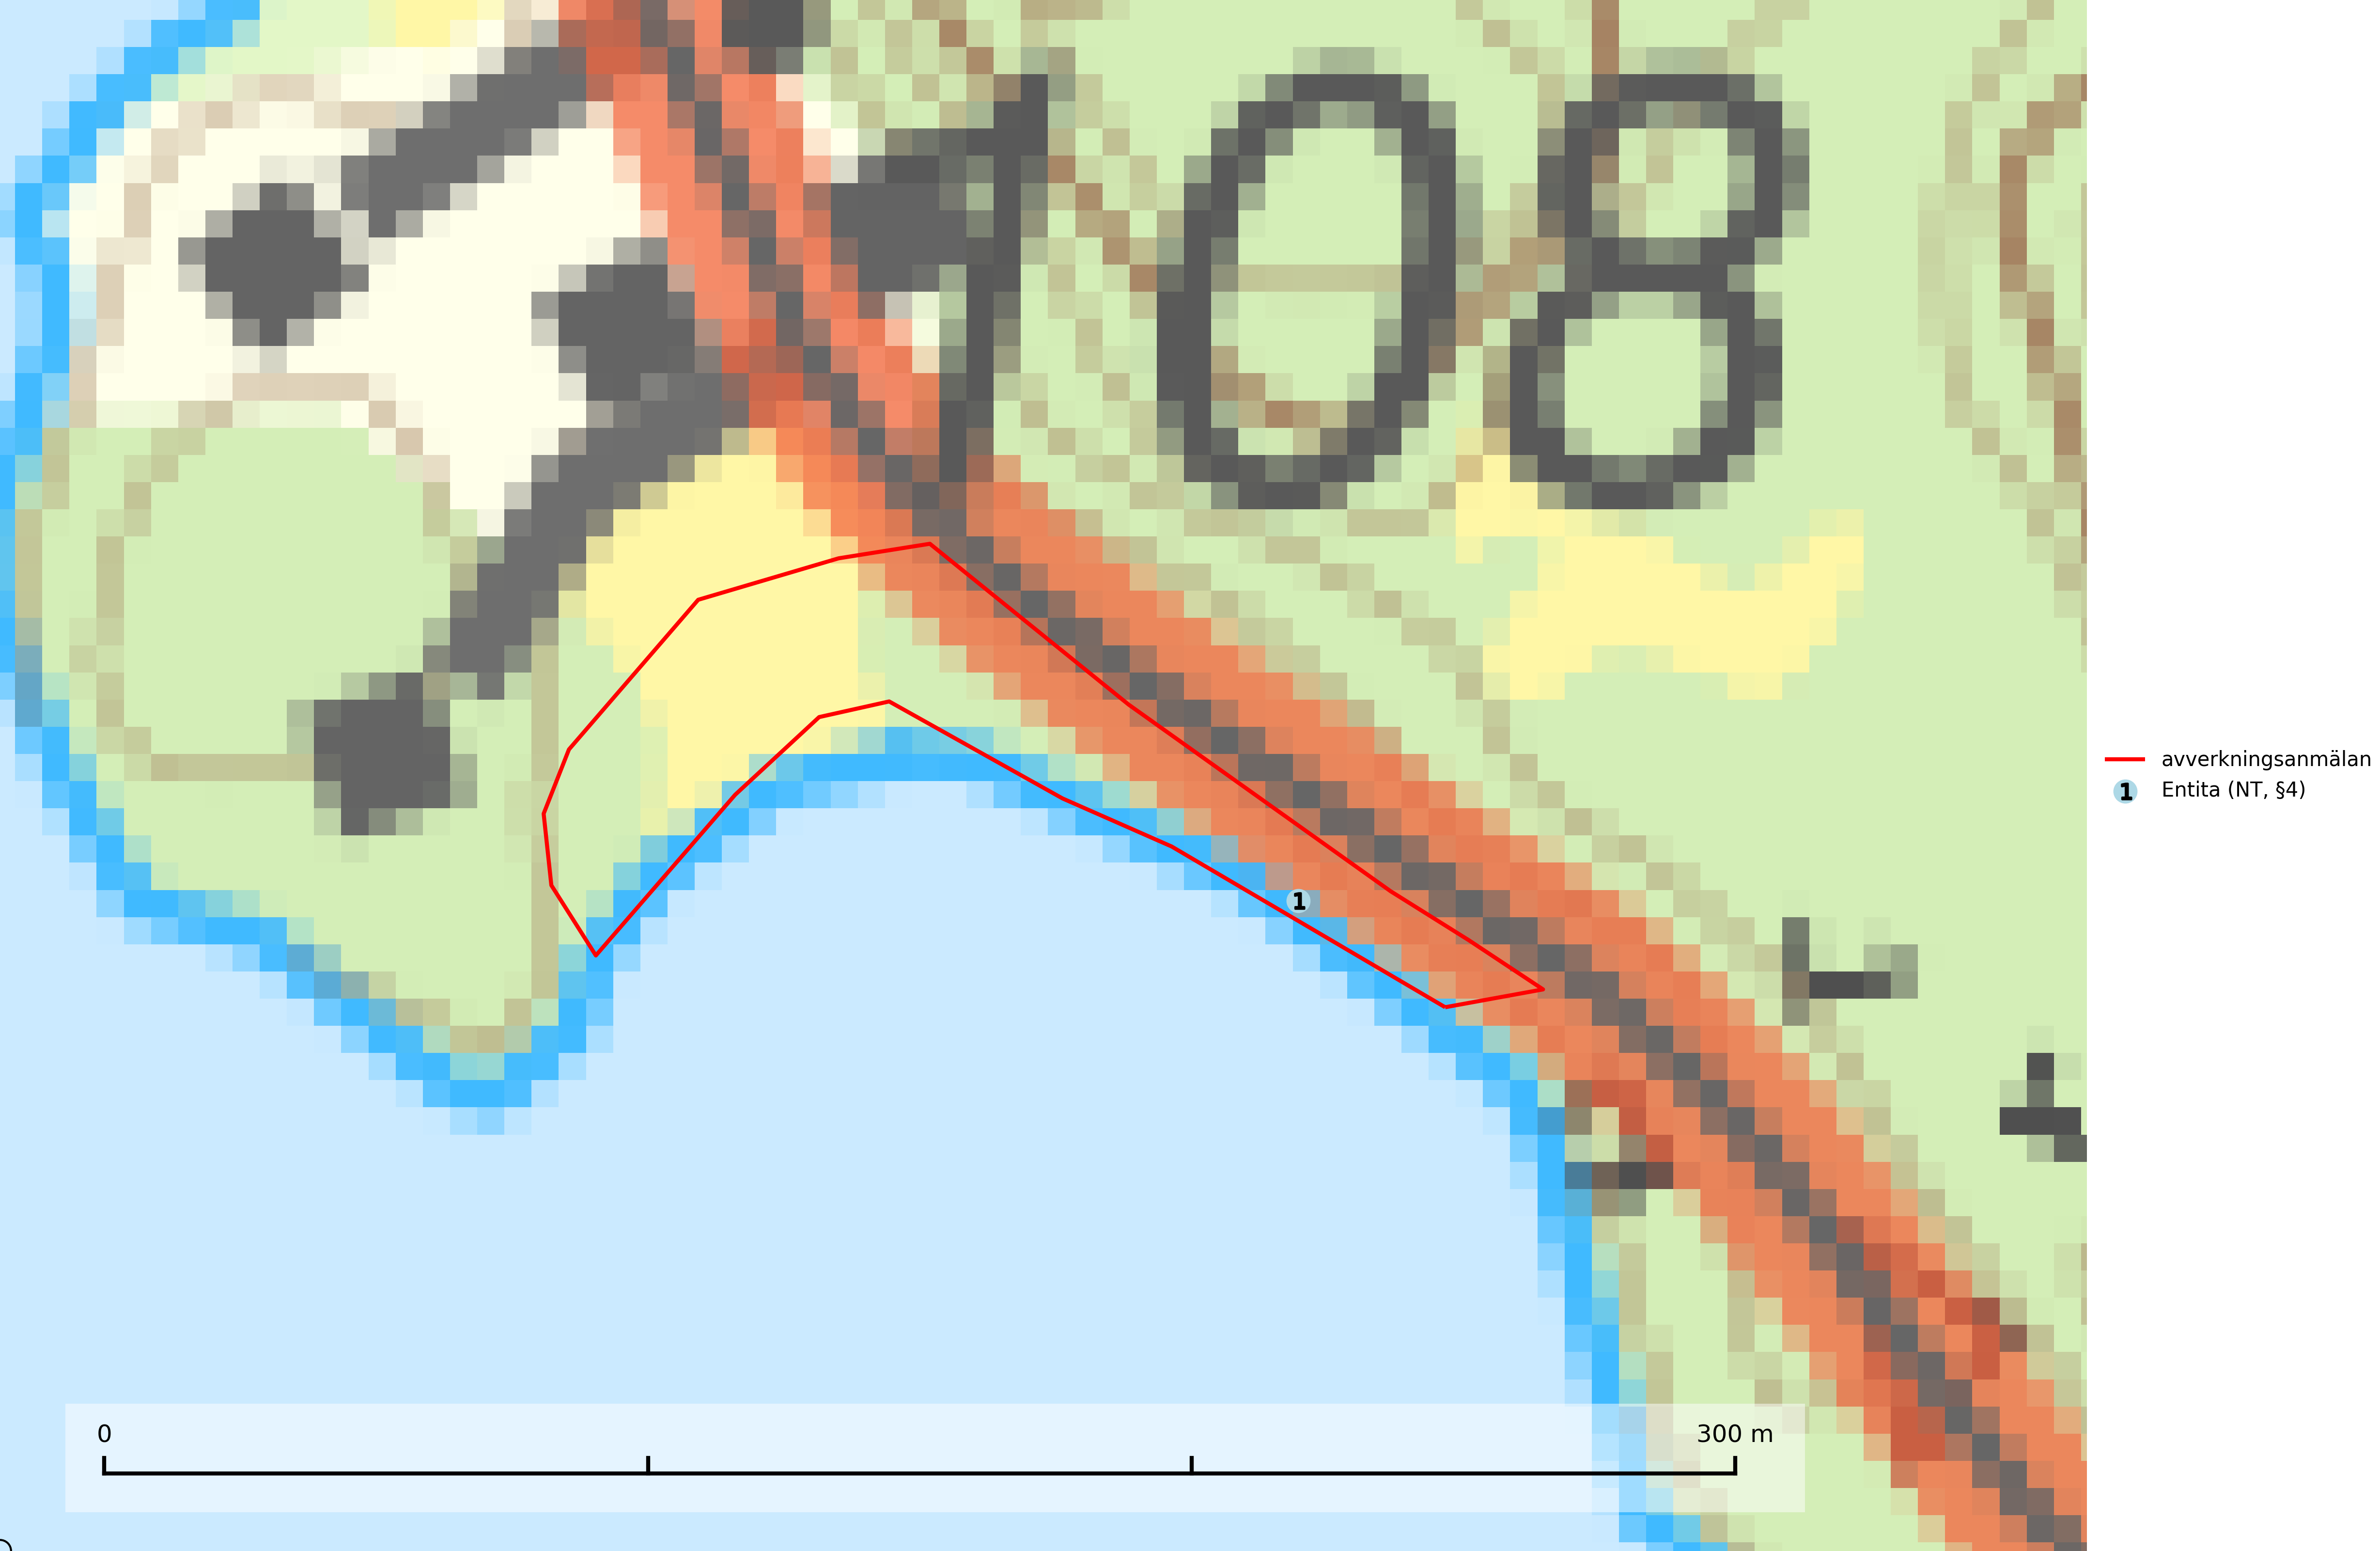 108
avverkningsanmälan
1 Entita (NT, §4)
1
0 300 m